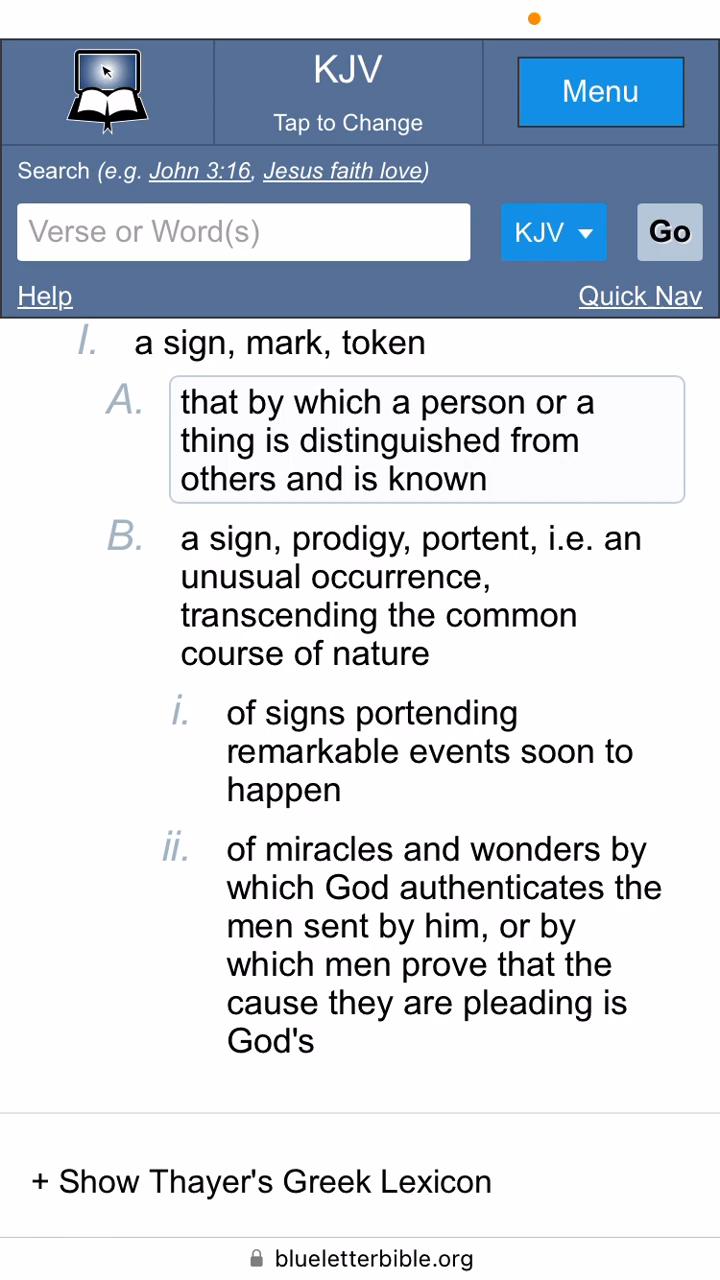 KJV
Tap to Change
Menu
Search (e.g. John 3:16, Jesus faith love)
Verse or Word(s)
KJV
Go
Help
Quick Nav
I. a sign, mark, token
A. that by which a person or a
thing is distinguished from
others and is known
B. a sign, prodigy, portent, i.e. an
unusual occurrence,
transcending the common
course of nature
i. of signs portending
remarkable events soon to
happen
ii. of miracles and wonders by
which God authenticates the
men sent by him, or by
which men prove that the
cause they are pleading is
God's
+ Show Thayer's Greek Lexicon
blueletterbible.org